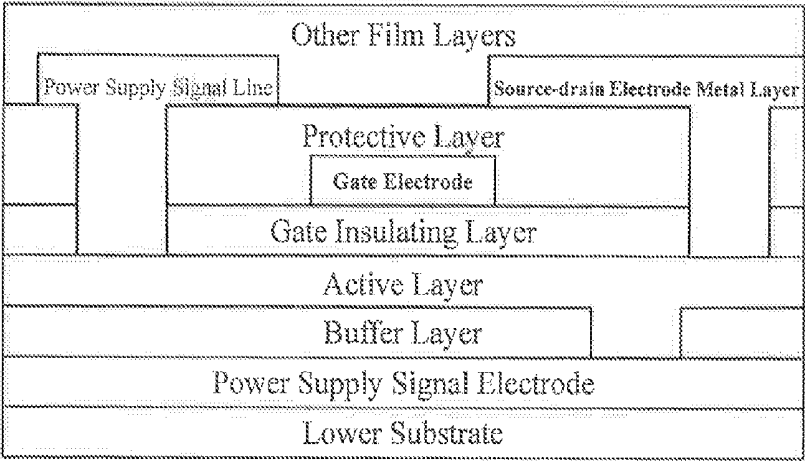 Other Film Layers
Power Supply Signal Line
Source-drain Electrode Metal Layer
Protective Layer
Gate Electrode
Gate Insulating Layer
Active Layer
Buffer Layer
Power Supply Signal Electrode
Lower Substrate